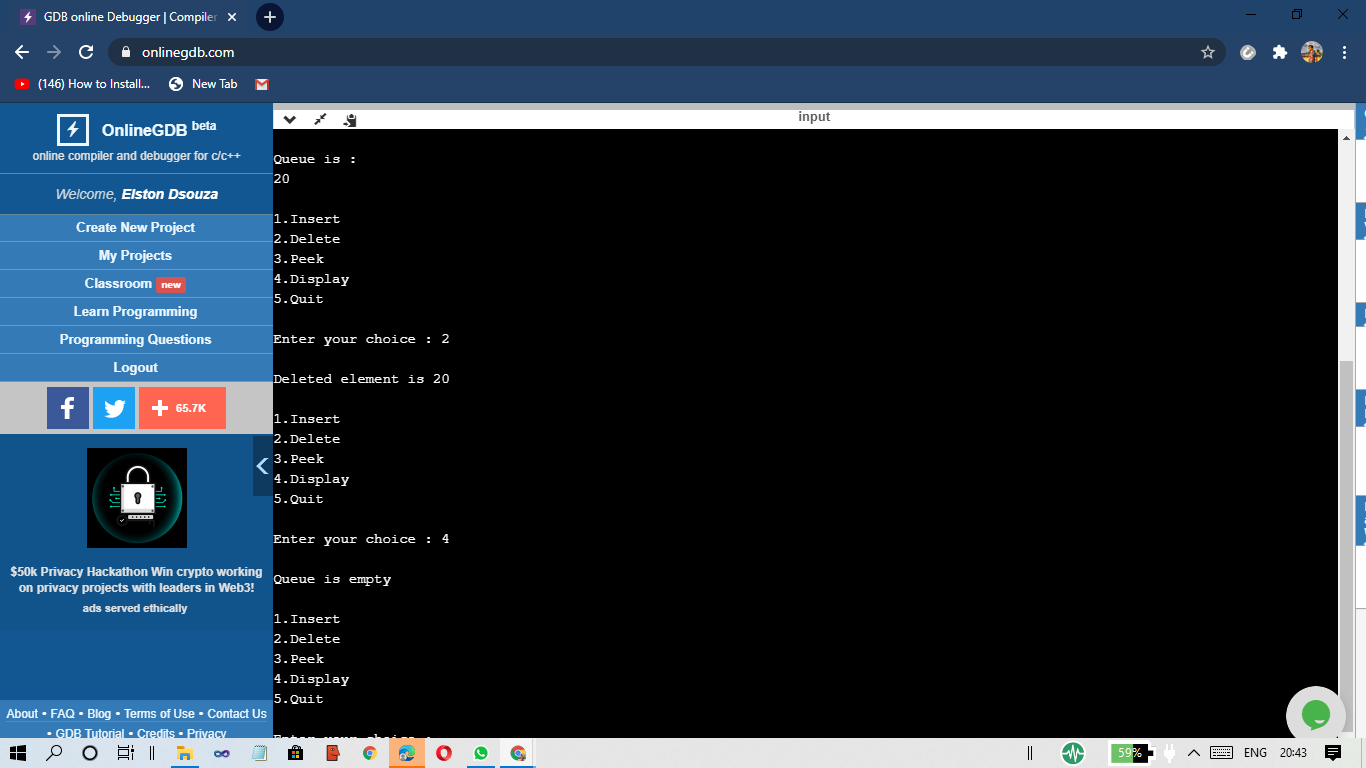 GDB online Debugger | Compiler
onlinegdb.com
(146) How to Install...
New Tab
OnlineGDB beta
online compiler and debugger for c/c++
Welcome, Elston Dsouza
Create New Project
My Projects
Classroom new
Learn Programming
Programming Questions
Logout
65.7K
$50k Privacy Hackathon Win crypto working
on privacy projects with leaders in Web3!
ads served ethically
About • FAQ • Blog • Terms of Use • Contact Us
• GDB Tutorial • Credits • Privacy
input
Queue is :
20
1.Insert
2.Delete
3.Peek
4.Display
5.Quit
Enter your choice : 2
Deleted element is 20
1.Insert
2.Delete
3.Peek
4.Display
5.Quit
Enter your choice : 4
Queue is empty
1.Insert
2.Delete
3.Peek
4.Display
5.Quit
Enter your choice :
59%
ENG
20:43